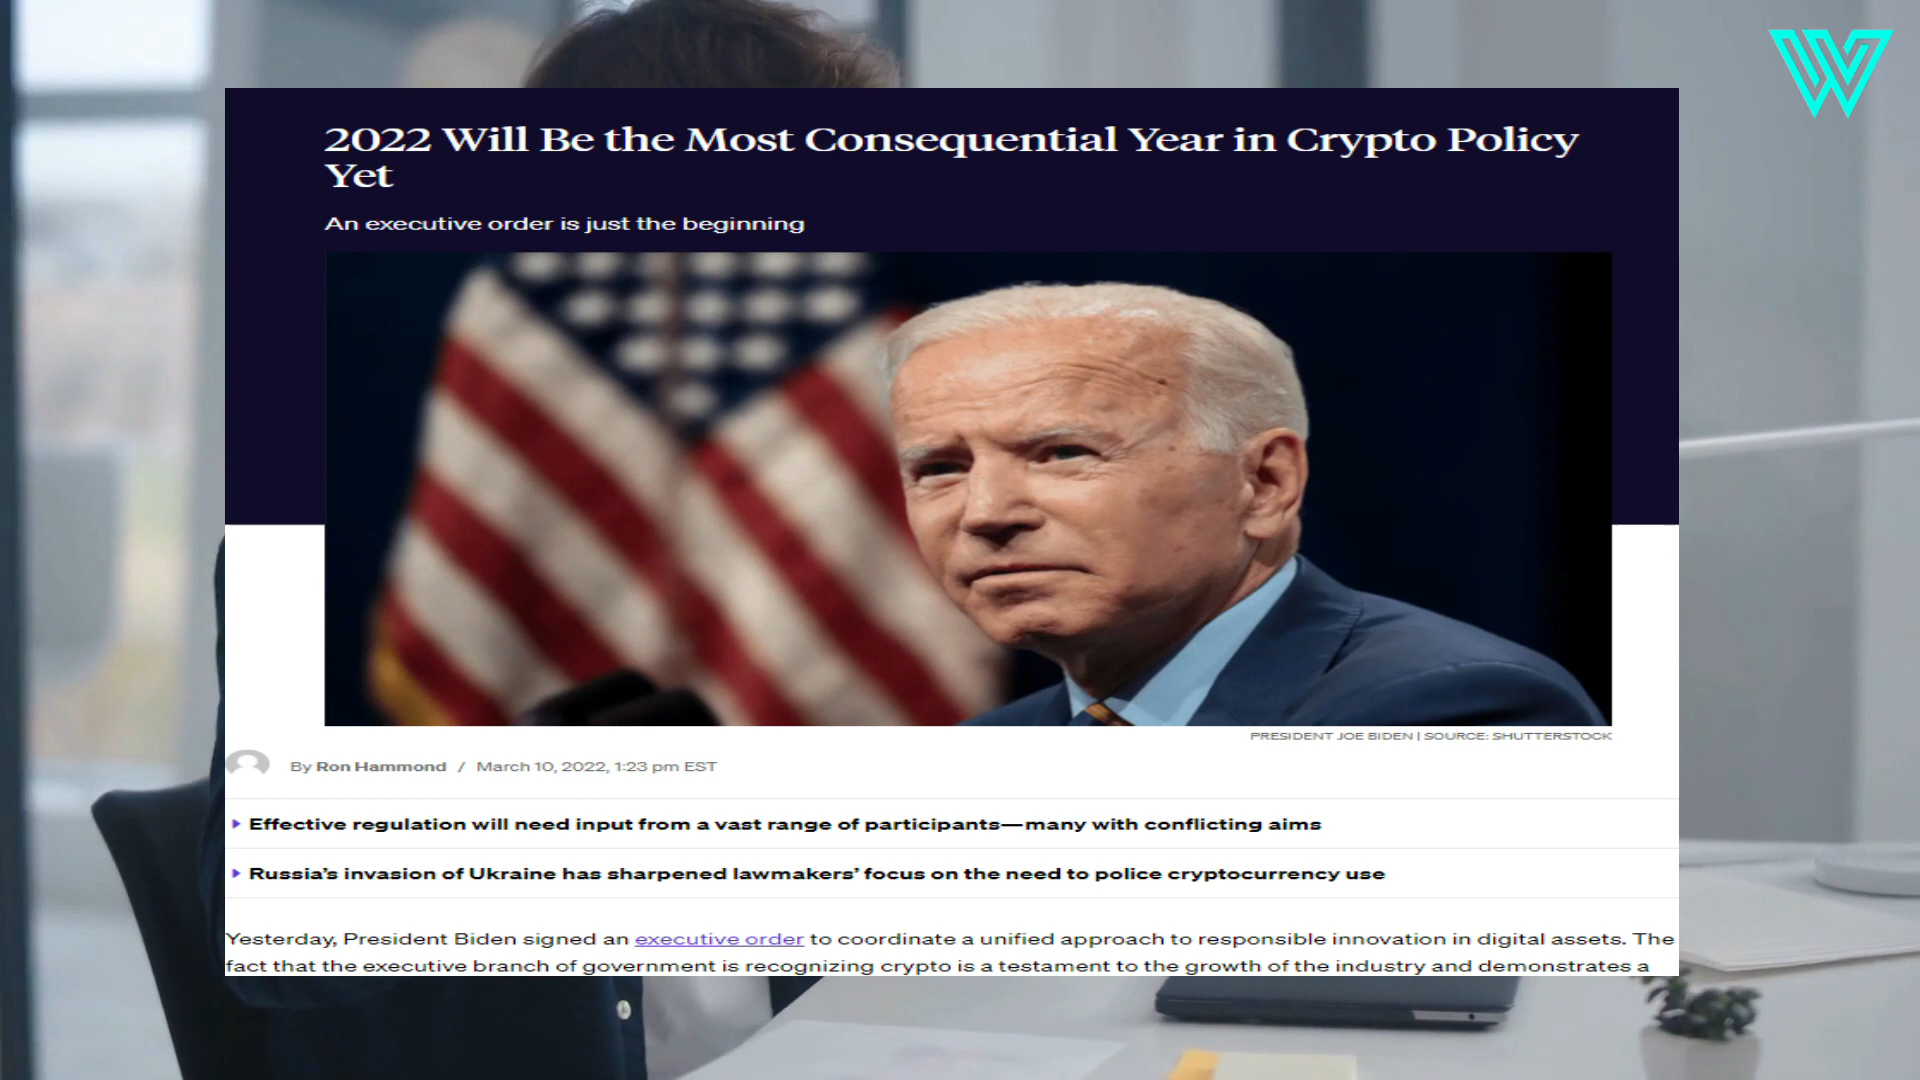 2022 Will Be the Most Consequential Year in Crypto Policy
Yet
An executive order is just the beginning
PRESIDENT JOE BIDEN | SOURCE: SHUTTERSTOCK
By Ron Hammond / March 10, 2022, 1:23 pm EST
Effective regulation will need input from a vast range of participants—many with conflicting aims
Russia’s invasion of Ukraine has sharpened lawmakers’ focus on the need to police cryptocurrency use
Yesterday, President Biden signed an executive order to coordinate a unified approach to responsible innovation in digital assets. The
fact that the executive branch of government is recognizing crypto is a testament to the growth of the industry and demonstrates a